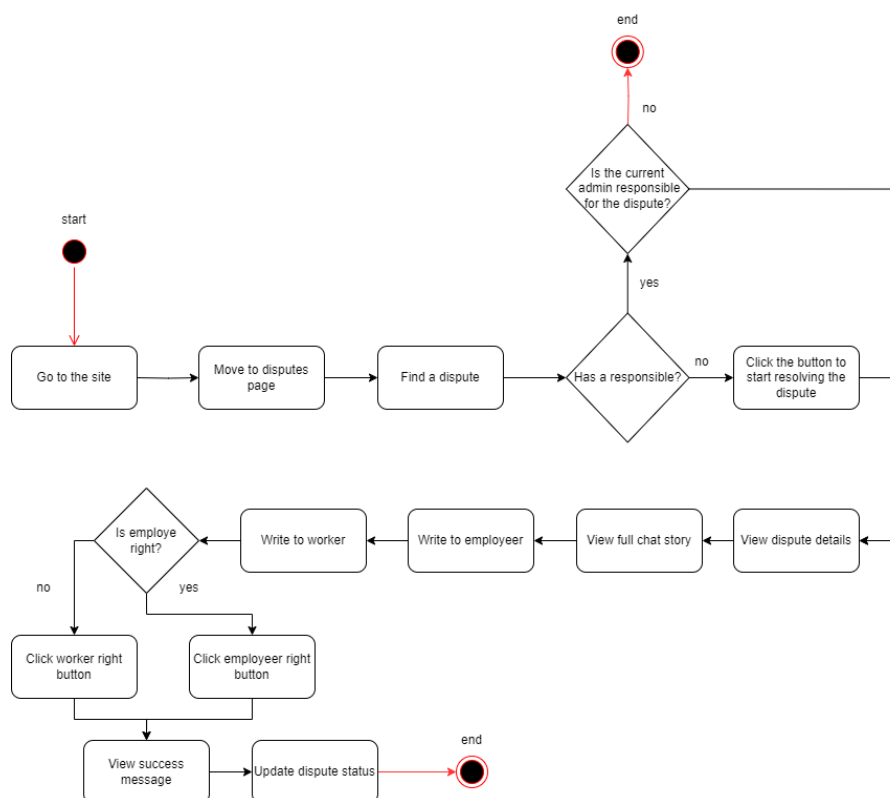 end
no
Is the current
admin responsible
for the dispute?
start
yes
Go to the site
Move to disputes
page
Find a dispute
Has a responsible?
no
Click the button to
start resolving the
dispute
Is employe
right?
Write to worker
Write to employeer
View full chat story
View dispute details
no
yes
Click worker right
button
Click employeer right
button
View success
message
Update dispute status
end